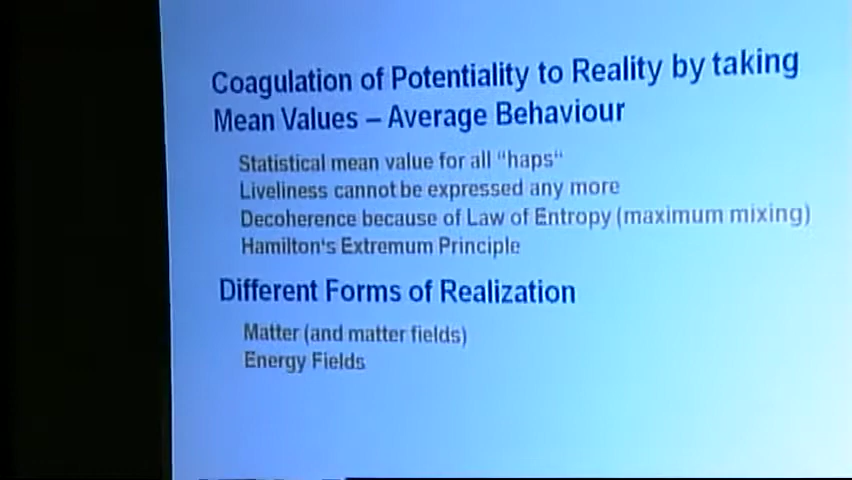 Coagulation of Potentiality to Reality by taking
Mean Values – Average Behaviour
Statistical mean value for all "haps"
Liveliness cannot be expressed any more
Decoherence because of Law of Entropy (maximum mixing)
Hamilton's Extremum Principle
Different Forms of Realization
Matter (and matter fields)
Energy Fields